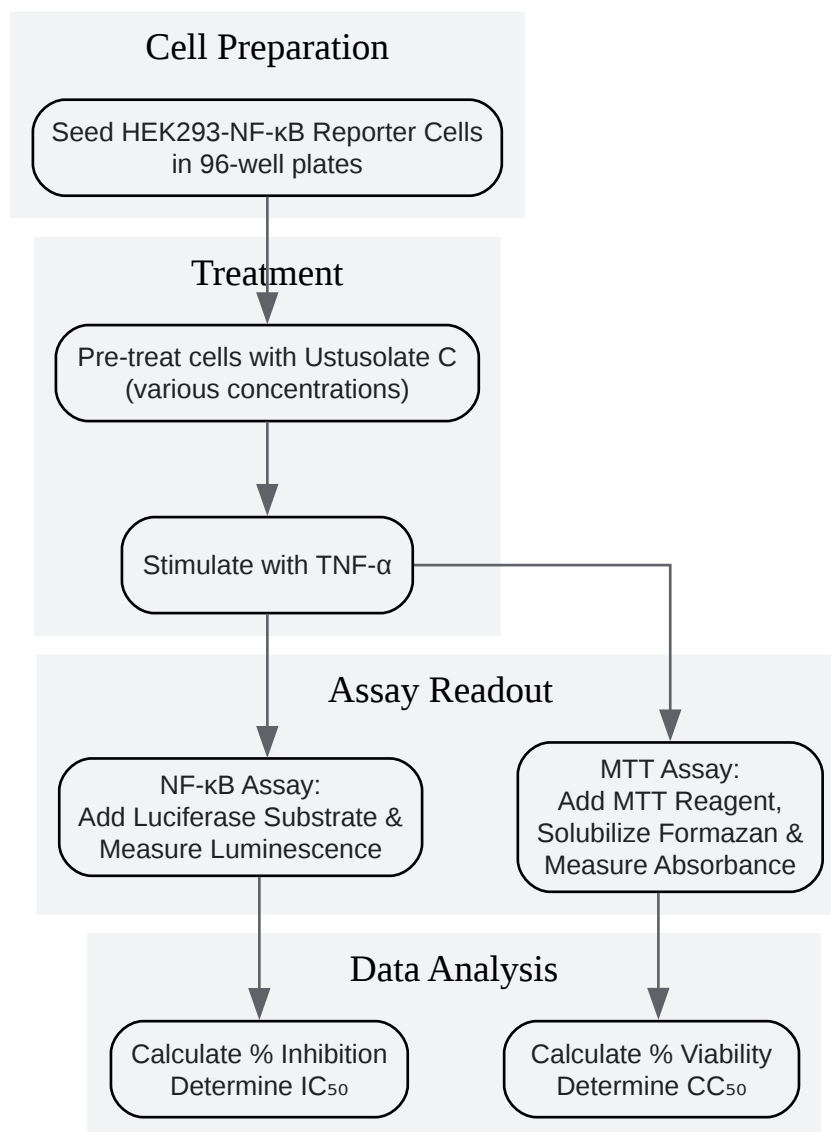 Cell Preparation
Seed HEK293-NF-κB Reporter Cells
in 96-well plates
Treatment
Pre-treat cells with Ustusolate C
(various concentrations)
Stimulate with TNF-α
Assay Readout
NF-κB Assay:
Add Luciferase Substrate &
Measure Luminescence
MTT Assay:
Add MTT Reagent,
Solubilize Formazan &
Measure Absorbance
Data Analysis
Calculate % Inhibition
Determine IC₅₀
Calculate % Viability
Determine CC₅₀